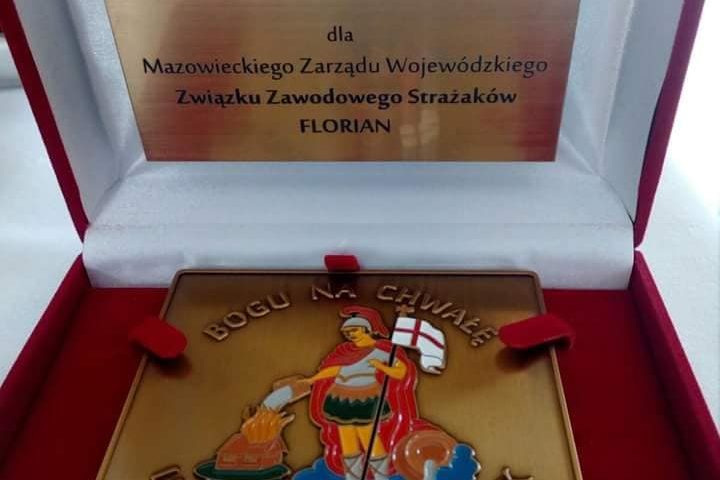 dla
Mazowieckiego Zarządu Wojewódzkiego
Związku Zawodowego Strażaków
FLORIAN
BOGU NA CHWAŁĘ